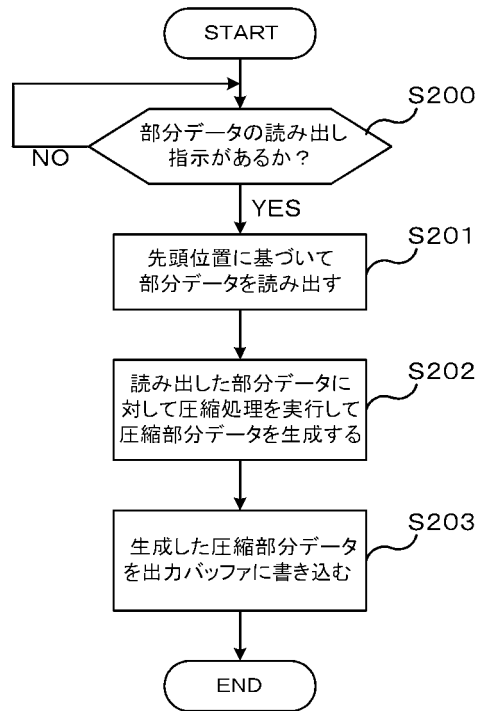 START
S200
部分データの読み出し
指示があるか？
NO
YES
S201
先頭位置に基づいて
部分データを読み出す
S202
読み出した部分データに
対して圧縮処理を実行して
圧縮部分データを生成する
S203
生成した圧縮部分データ
を出力バッファに書き込む
END